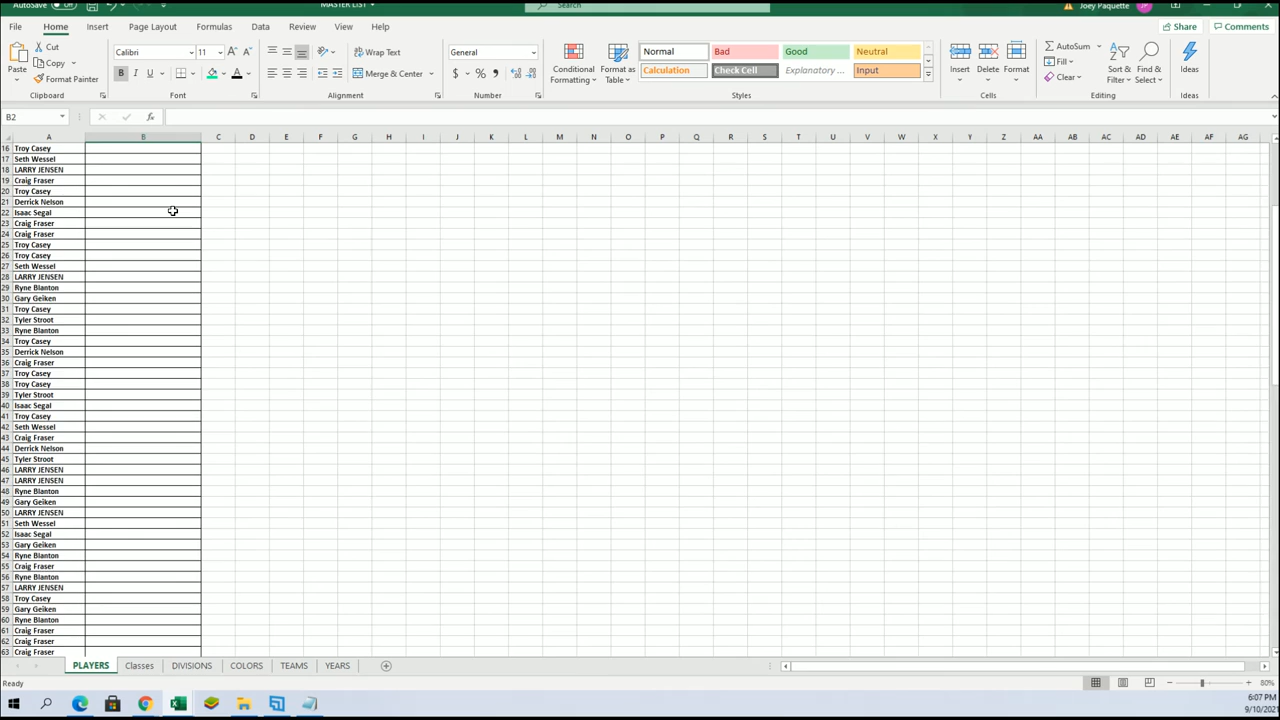 AutoSave Off MASTER LIST Search Joey Paquette JP
File Home Insert Page Layout Formulas Data Review View Help Share Comments
Paste Cut Copy Format Painter Clipboard
Calibri 11 A A B I U A Font
Wrap Text Merge & Center Alignment
General $ % Number
Conditional Formatting Format as Table
Normal Bad Good Neutral
Calculation Check Cell Explanatory ... Input
Styles
Insert Delete Format Cells
AutoSum Fill Clear Sort & Filter Find & Select Editing
Ideas Ideas
B2 fx
A B C D E F G H I J K L M N O P Q R S T U V W X Y Z AA AB AC AD AE AF AG
16 Troy Casey
17 Seth Wessel
18 LARRY JENSEN
19 Craig Fraser
20 Troy Casey
21 Derrick Nelson
22 Isaac Segal
23 Craig Fraser
24 Craig Fraser
25 Troy Casey
26 Troy Casey
27 Seth Wessel
28 LARRY JENSEN
29 Ryne Blanton
30 Gary Geiken
31 Troy Casey
32 Tyler Stroot
33 Ryne Blanton
34 Troy Casey
35 Derrick Nelson
36 Craig Fraser
37 Troy Casey
38 Troy Casey
39 Tyler Stroot
40 Isaac Segal
41 Troy Casey
42 Seth Wessel
43 Craig Fraser
44 Derrick Nelson
45 Tyler Stroot
46 LARRY JENSEN
47 LARRY JENSEN
48 Ryne Blanton
49 Gary Geiken
50 LARRY JENSEN
51 Seth Wessel
52 Isaac Segal
53 Gary Geiken
54 Ryne Blanton
55 Craig Fraser
56 Ryne Blanton
57 LARRY JENSEN
58 Troy Casey
59 Gary Geiken
60 Ryne Blanton
61 Craig Fraser
62 Craig Fraser
63 Craig Fraser
PLAYERS Classes DIVISIONS COLORS TEAMS YEARS
Ready 80%
6:07 PM
9/10/2021